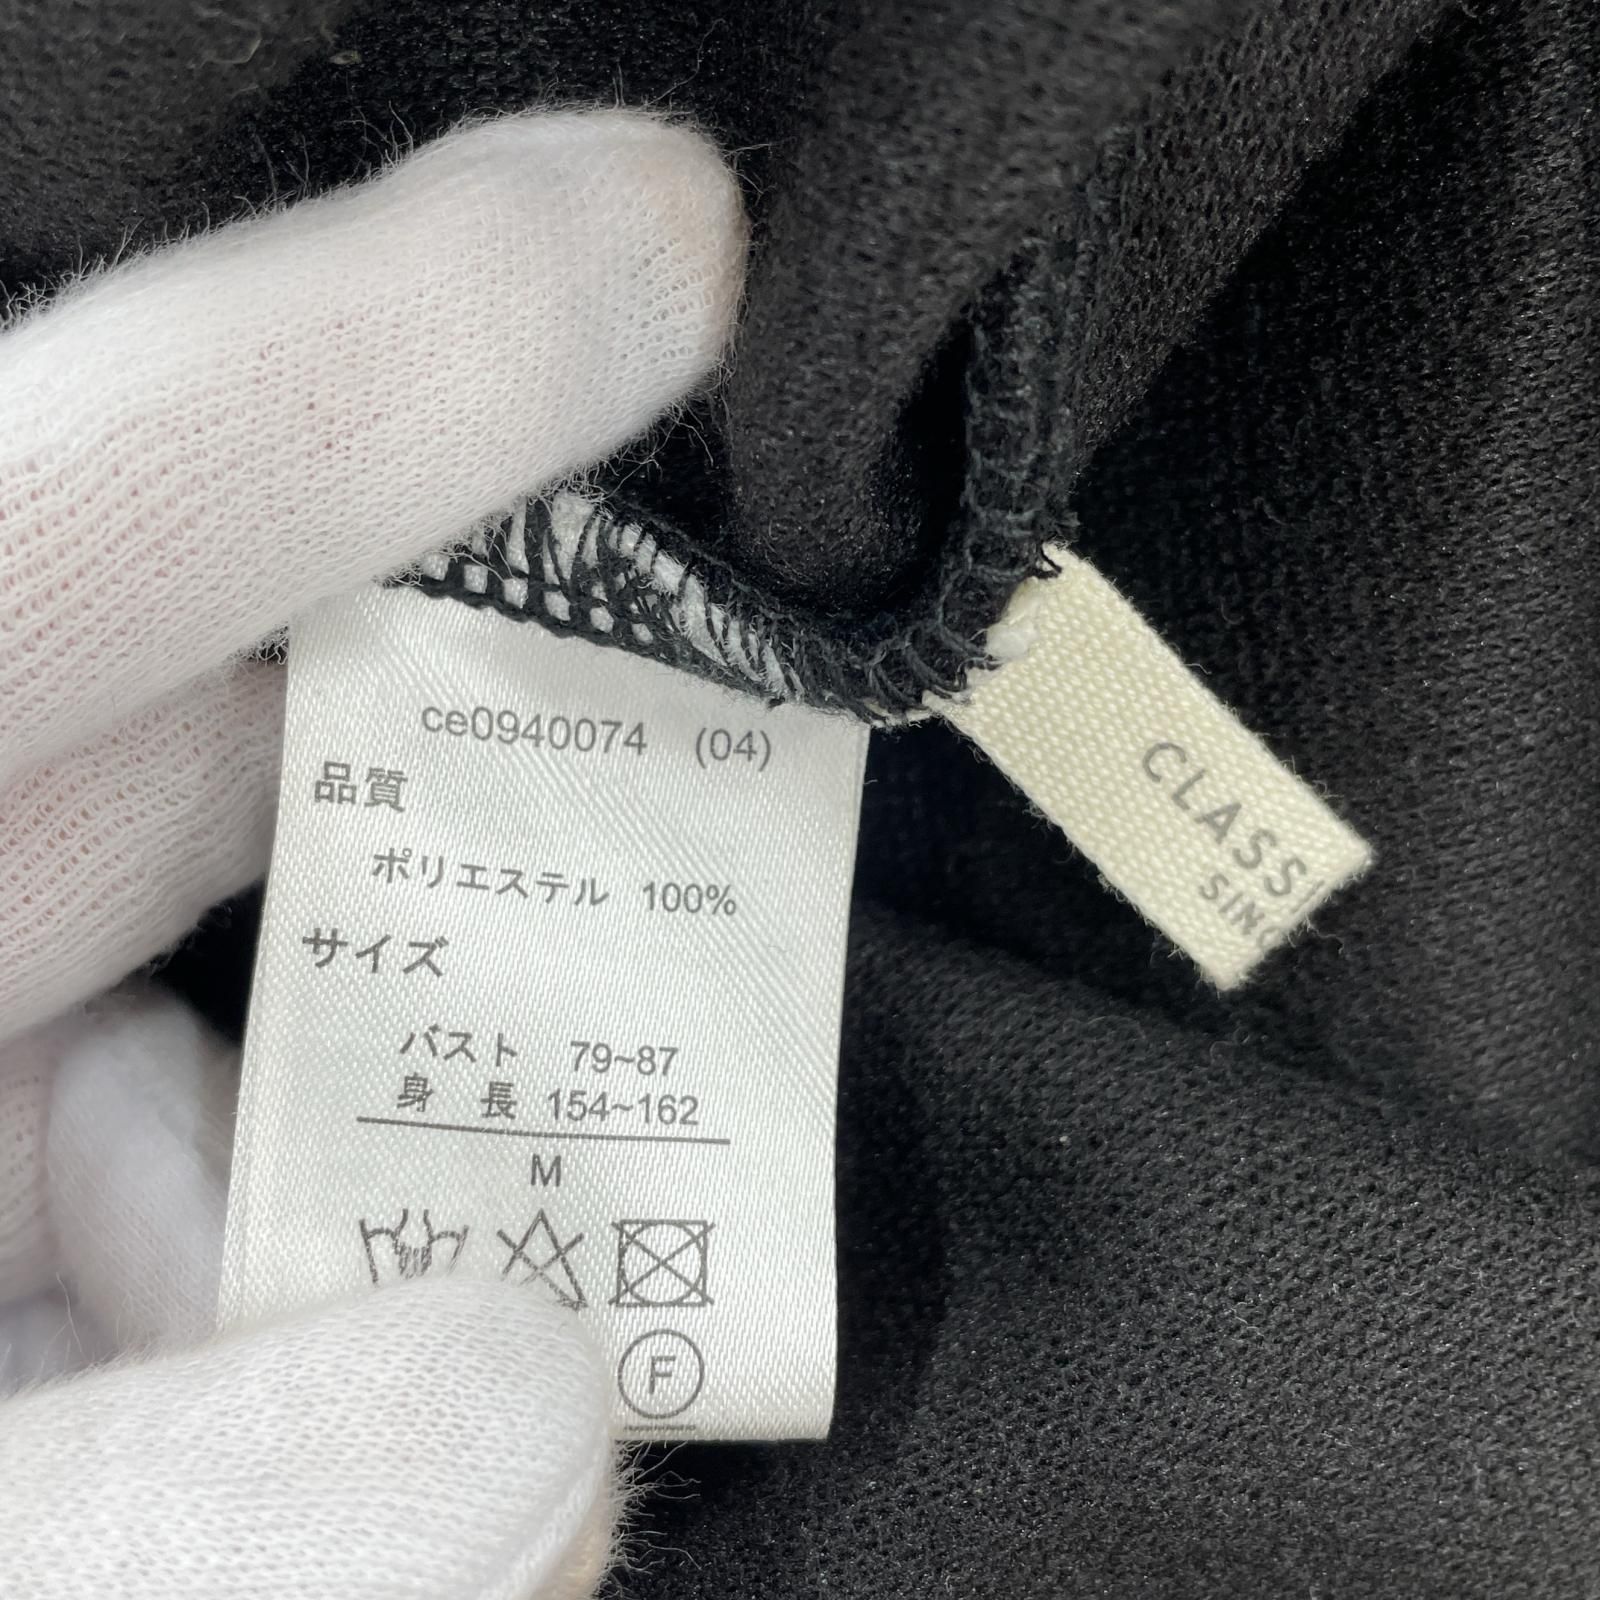 ce0940074 (04)
品質
ポリエステル 100%
サイズ
バスト 79~87
身 長 154~162
M
F
CLASS
SIN